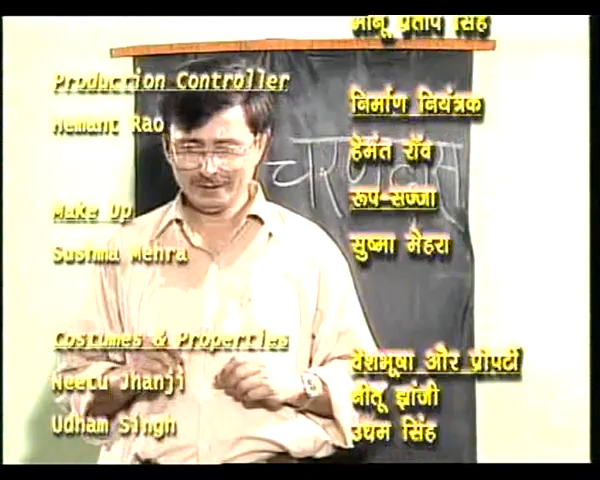 भानू प्रताप सिंह
Production Controller
निर्माण नियंत्रक
Hemant Rao
हेमंत रॉव
चरणदास
Make Up
रूप-सज्जा
Sushma Mehra
सुष्मा मैहरा
Costumes & Properties
वेशभूषा और प्रोपर्टी
Neetu Jhanji
नीतू झांजी
Udham Singh
उधम सिंह